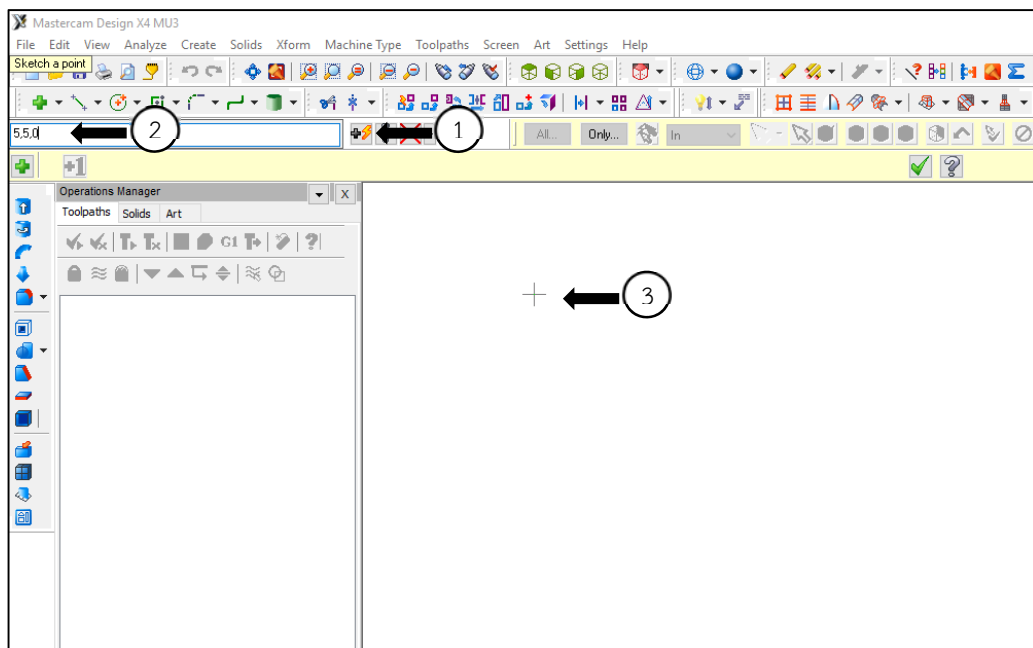 Mastercam Design X4 MU3
File Edit View Analyze Create Solids Xform Machine Type Toolpaths Screen Art Settings Help
Sketch a point
5,5,0 2 1 All... Only... In
+1
Operations Manager X
Toolpaths Solids Art
G1
3